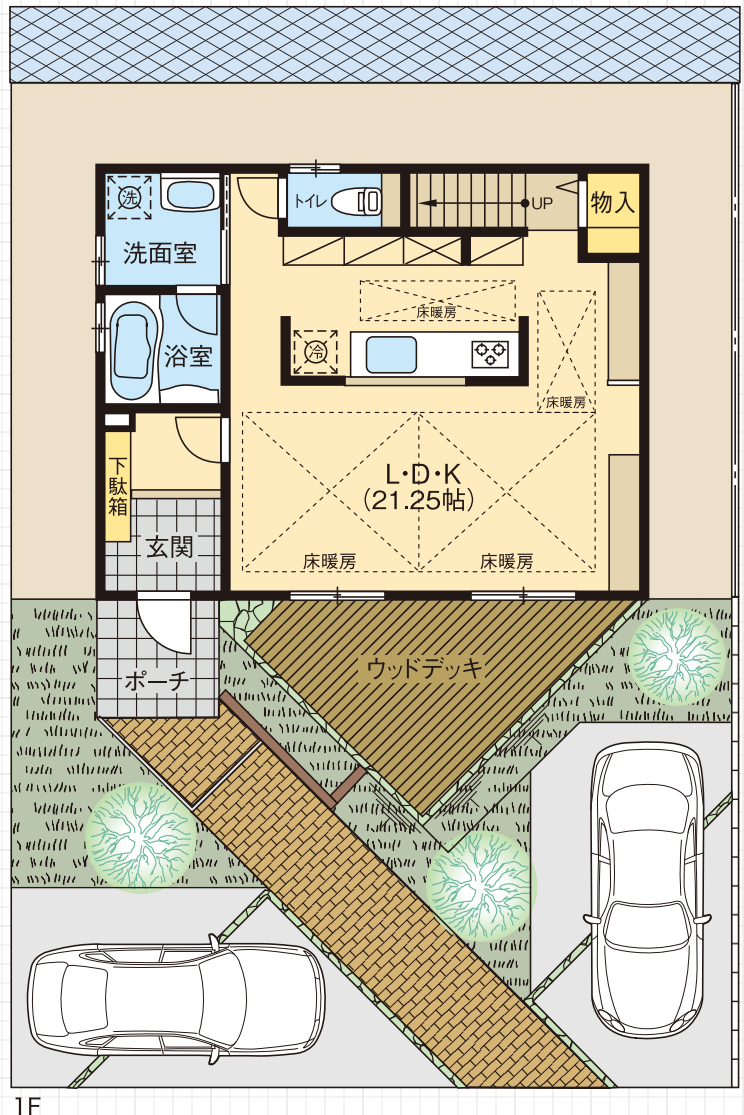 洗
トイレ
UP
物入
洗面室
床暖房
冷
浴室
床暖房
下駄箱
L・D・K
(21.25帖)
玄関
床暖房
床暖房
ウッドデッキ
ポーチ
1F